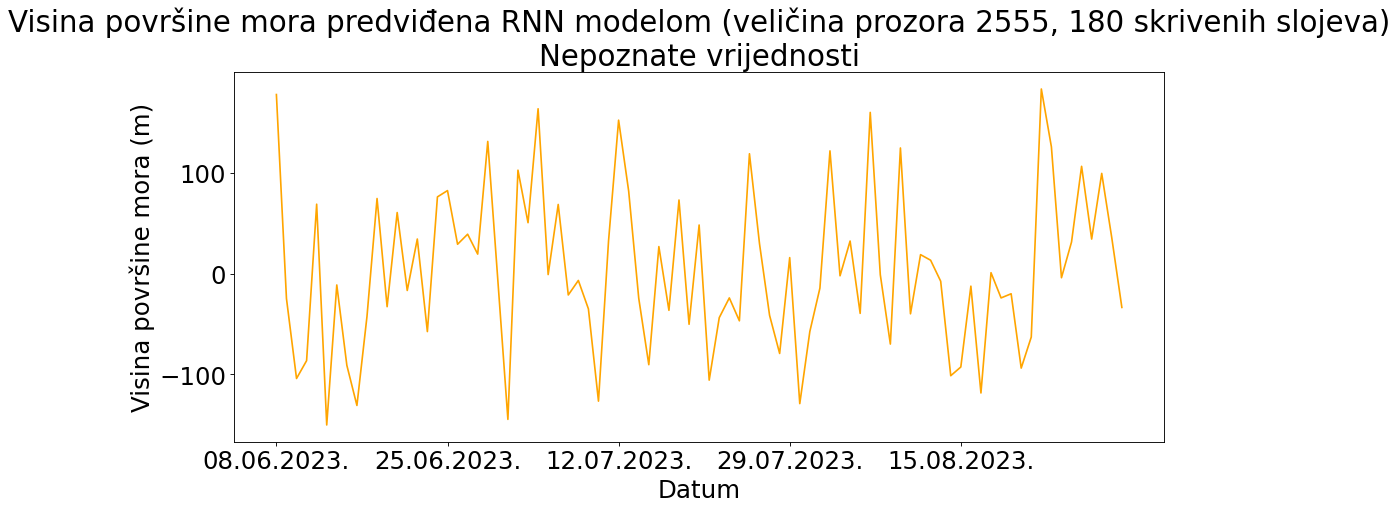 Visina površine mora predviđena RNN modelom (veličina prozora 2555, 180 skrivenih slojeva)
Nepoznate vrijednosti
Visina površine mora (m)
100
0
−100
08.06.2023. 25.06.2023. 12.07.2023. 29.07.2023. 15.08.2023.
Datum